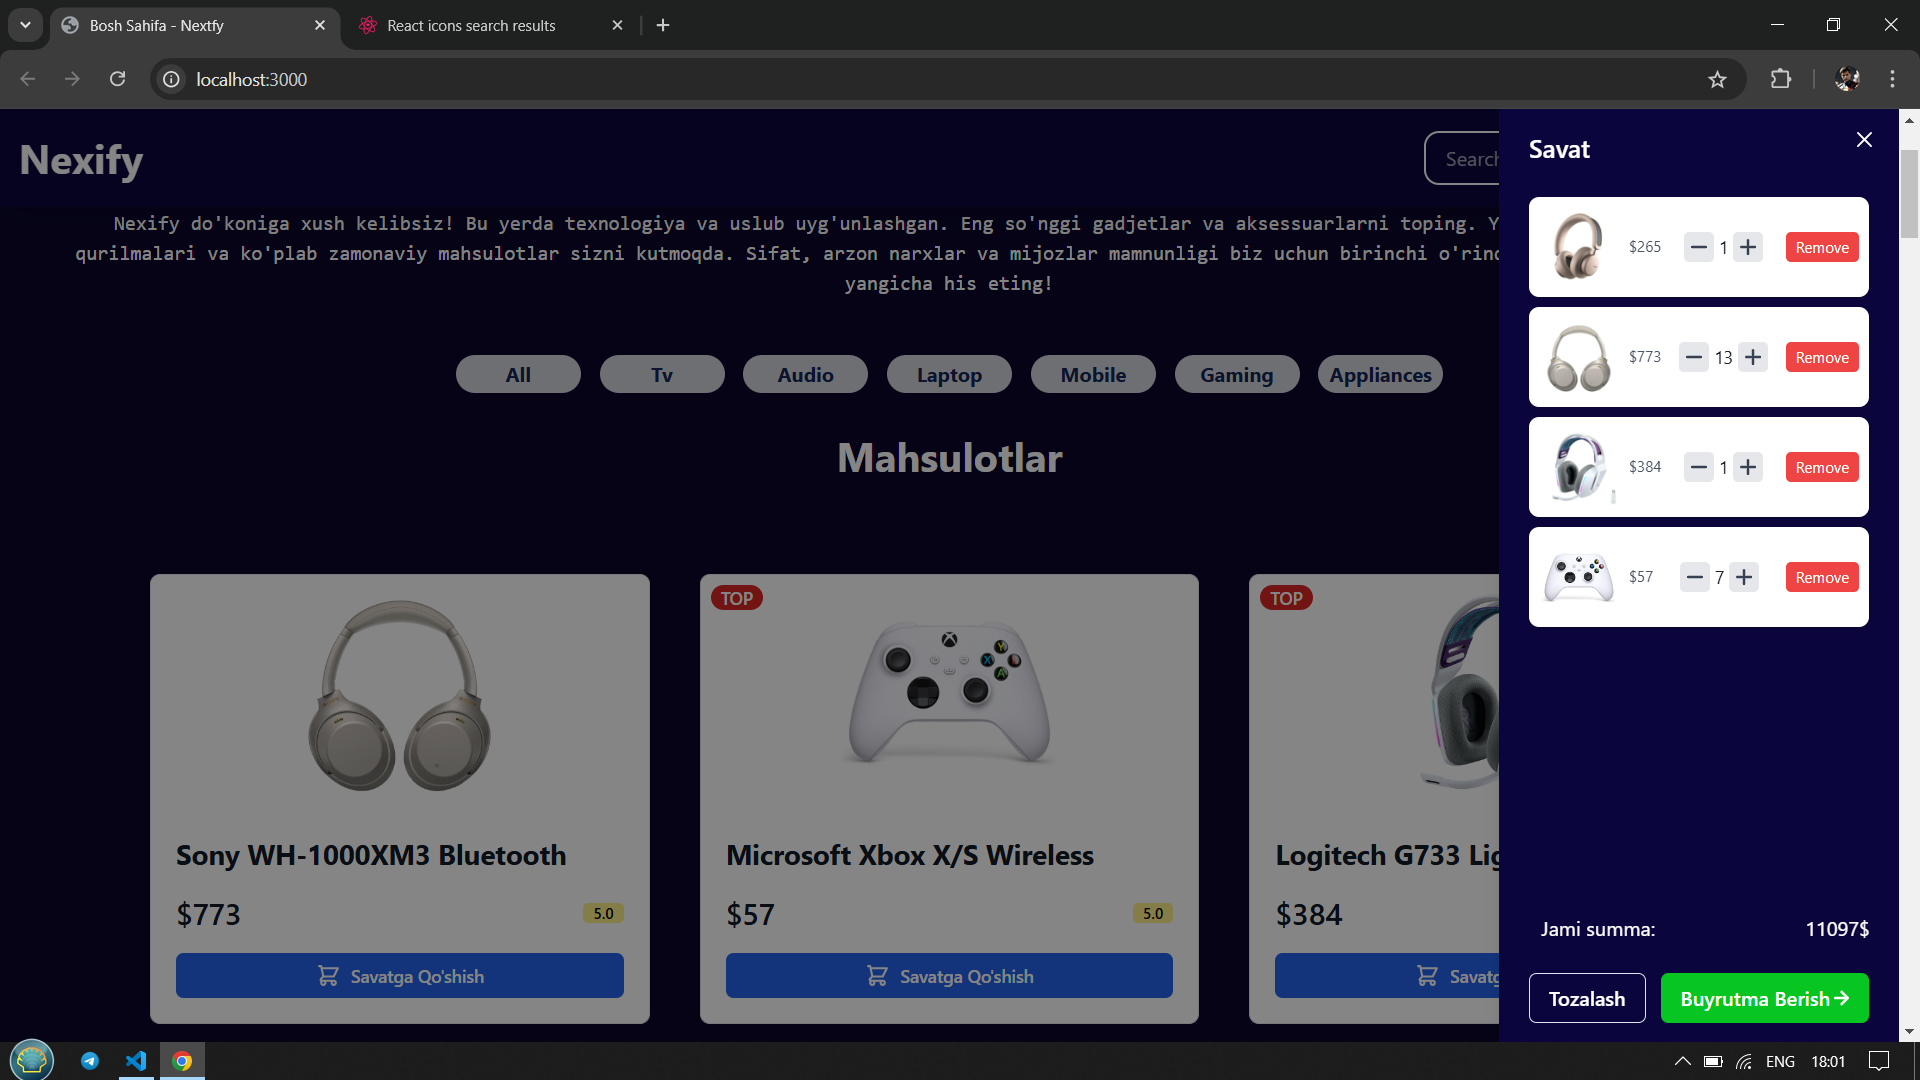 Bosh Sahifa - Nextfy
React icons search results
localhost:3000
Nexify
Search
Nexify do'koniga xush kelibsiz! Bu yerda texnologiya va uslub uyg'unlashgan. Eng so'nggi gadjetlar va aksessuarlarni toping. Y
qurilmalari va ko'plab zamonaviy mahsulotlar sizni kutmoqda. Sifat, arzon narxlar va mijozlar mamnunligi biz uchun birinchi o'rind
yangicha his eting!
All
Tv
Audio
Laptop
Mobile
Gaming
Appliances
Mahsulotlar
Sony WH-1000XM3 Bluetooth
$773
5.0
Savatga Qo'shish
TOP
Microsoft Xbox X/S Wireless
$57
5.0
Savatga Qo'shish
TOP
Logitech G733 Lig
$384
Savatg
Savat
$265
1
Remove
$773
13
Remove
$384
1
Remove
$57
7
Remove
Jami summa:
11097$
Tozalash
Buyrutma Berish
ENG
18:01